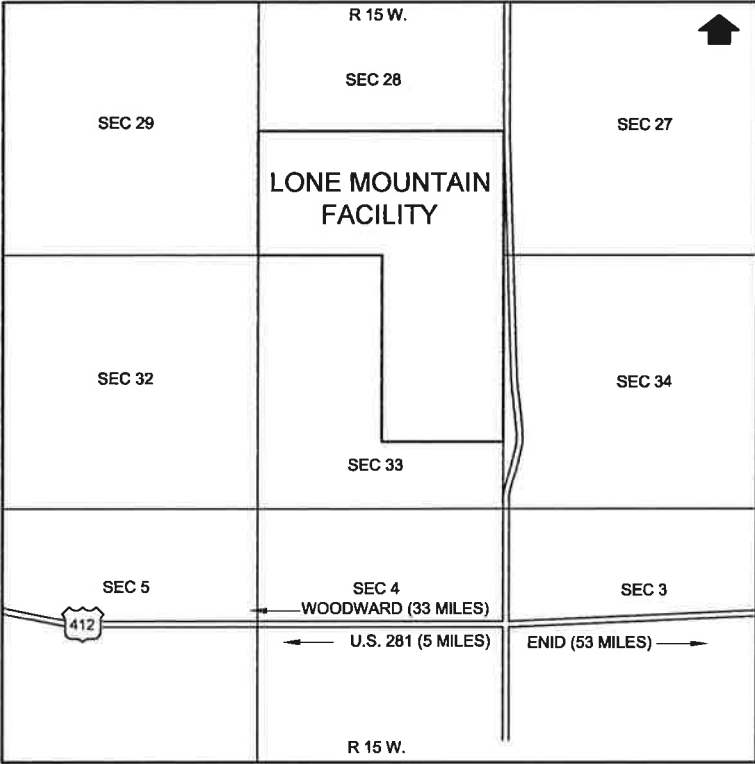 R 15 W.
SEC 28
SEC 29
SEC 27
LONE MOUNTAIN
FACILITY
SEC 32
SEC 34
SEC 33
SEC 5
SEC 4
SEC 3
WOODWARD (33 MILES)
412
U.S. 281 (5 MILES)
ENID (53 MILES)
R 15 W.